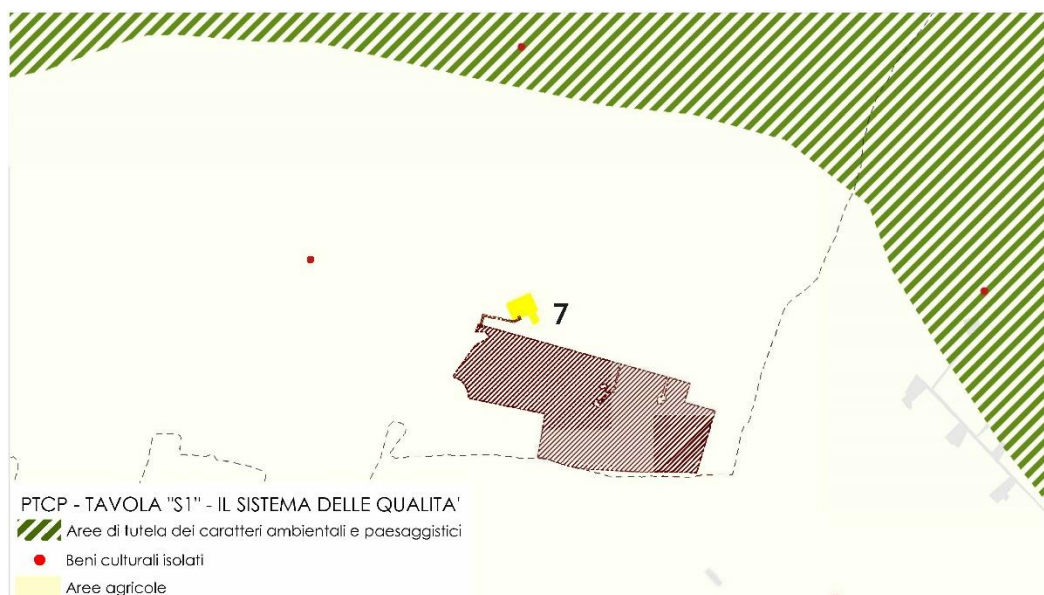 7
PTCP - TAVOLA "S1" - IL SISTEMA DELLE QUALITA'
Aree di tutela dei caratteri ambientali e paesaggistici
Beni culturali isolati
Aree agricole